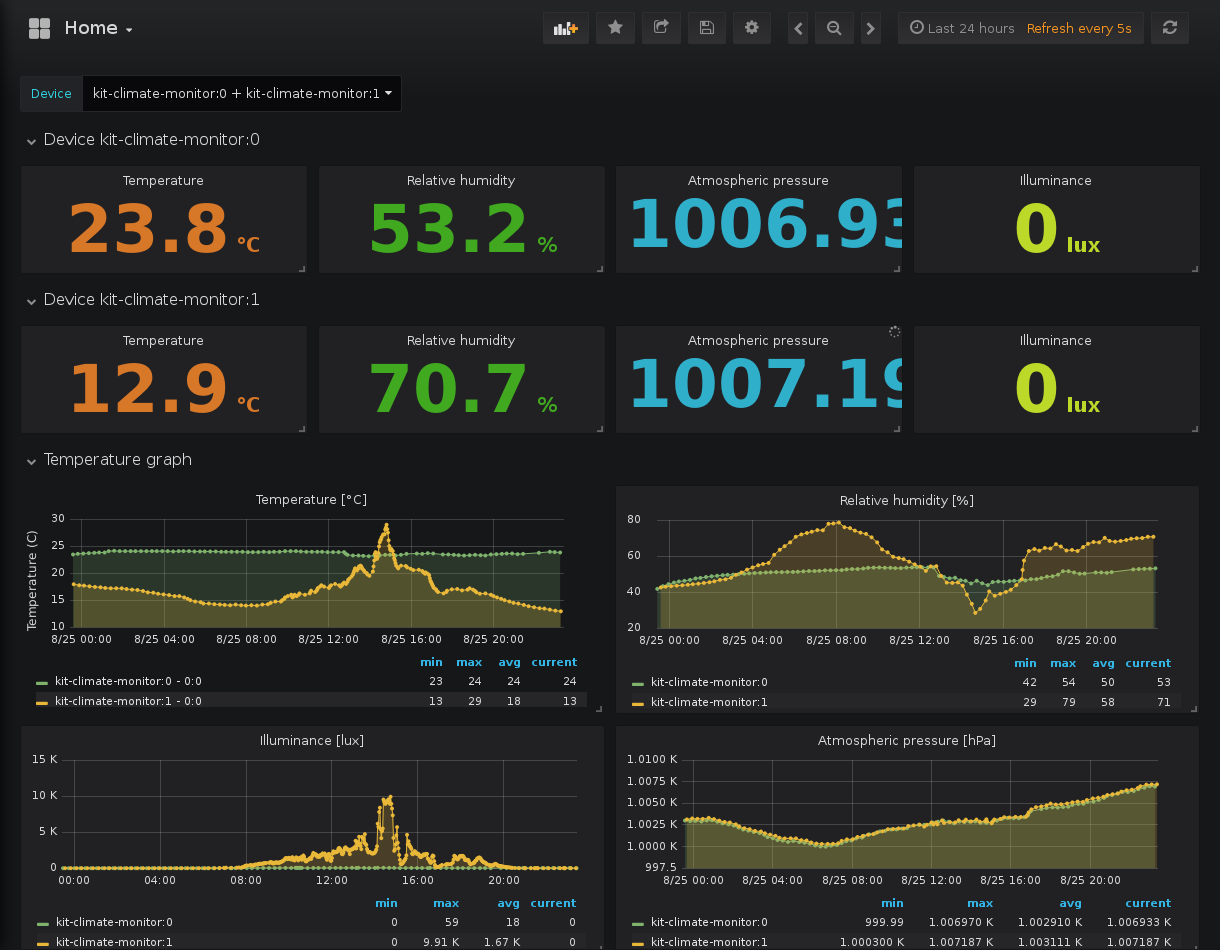 Home
Last 24 hours Refresh every 5s
Device kit-climate-monitor:0 + kit-climate-monitor:1
Device kit-climate-monitor:0
Temperature Relative humidity Atmospheric pressure Illuminance
23.8 °C 53.2 % 1006.93 0 lux
Device kit-climate-monitor:1
Temperature Relative humidity Atmospheric pressure Illuminance
12.9 °C 70.7 % 1007.19 0 lux
Temperature graph
Temperature [°C]
Temperature (C)
30
25
20
15
10
8/25 00:00 8/25 04:00 8/25 08:00 8/25 12:00 8/25 16:00 8/25 20:00
min max avg current
kit-climate-monitor:0 - 0:0 23 24 24 24
kit-climate-monitor:1 - 0:0 13 29 18 13
Relative humidity [%]
80
60
40
20
8/25 00:00 8/25 04:00 8/25 08:00 8/25 12:00 8/25 16:00 8/25 20:00
min max avg current
kit-climate-monitor:0 42 54 50 53
kit-climate-monitor:1 29 79 58 71
Illuminance [lux]
15 K
10 K
5 K
0
00:00 04:00 08:00 12:00 16:00 20:00
min max avg current
kit-climate-monitor:0 0 59 18 0
kit-climate-monitor:1 0 9.91 K 1.67 K 0
Atmospheric pressure [hPa]
1.0100 K
1.0075 K
1.0050 K
1.0025 K
1.0000 K
997.5
8/25 00:00 8/25 04:00 8/25 08:00 8/25 12:00 8/25 16:00 8/25 20:00
min max avg current
kit-climate-monitor:0 999.99 1.006970 K 1.002910 K 1.006933 K
kit-climate-monitor:1 1.000300 K 1.007187 K 1.003111 K 1.007187 K